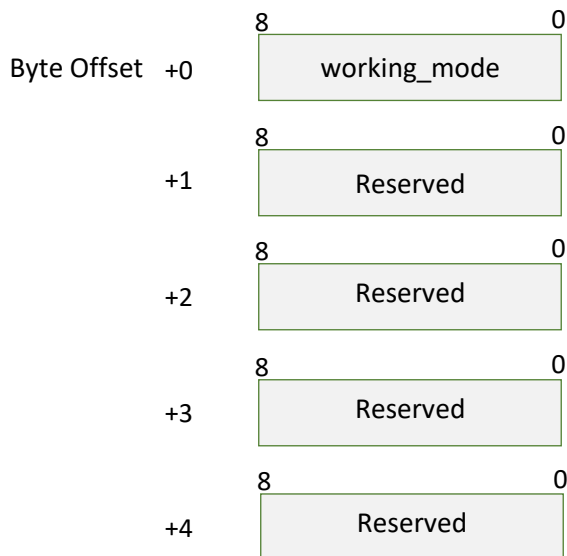 8 0
Byte Offset +0 working_mode
8 0
+1 Reserved
8 0
+2 Reserved
8 0
+3 Reserved
8 0
+4 Reserved